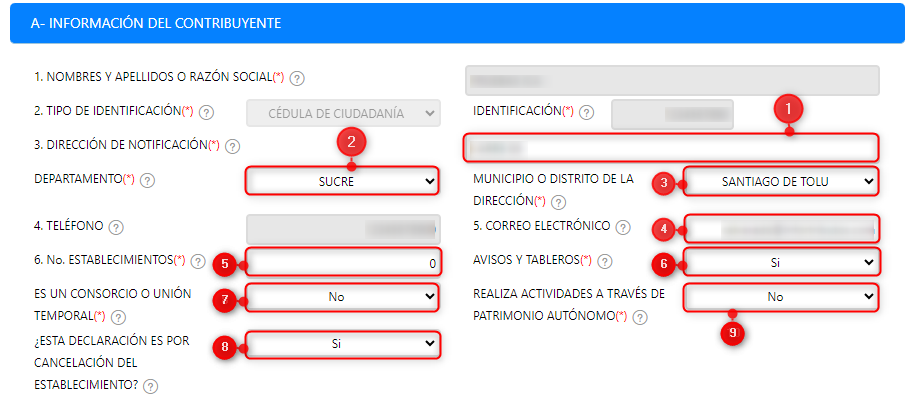 A- INFORMACIÓN DEL CONTRIBUYENTE
1. NOMBRES Y APELLIDOS O RAZÓN SOCIAL(*) ?
2. TIPO DE IDENTIFICACIÓN(*) ? CÉDULA DE CIUDADANÍA IDENTIFICACIÓN(*) ? 1
3. DIRECCIÓN DE NOTIFICACIÓN(*) ? 2
DEPARTAMENTO(*) ? SUCRE MUNICIPIO O DISTRITO DE LA 3 SANTIAGO DE TOLU
DIRECCIÓN(*) ?
4. TELÉFONO ? 5. CORREO ELECTRÓNICO ? 4
6. No. ESTABLECIMIENTOS(*) ? 5 0 AVISOS Y TABLEROS(*) ? 6 Si
ES UN CONSORCIO O UNIÓN 7 No REALIZA ACTIVIDADES A TRAVÉS DE No
TEMPORAL(*) ? PATRIMONIO AUTÓNOMO(*) ? 9
¿ESTA DECLARACIÓN ES POR 8 Si
CANCELACIÓN DEL
ESTABLECIMIENTO? ?